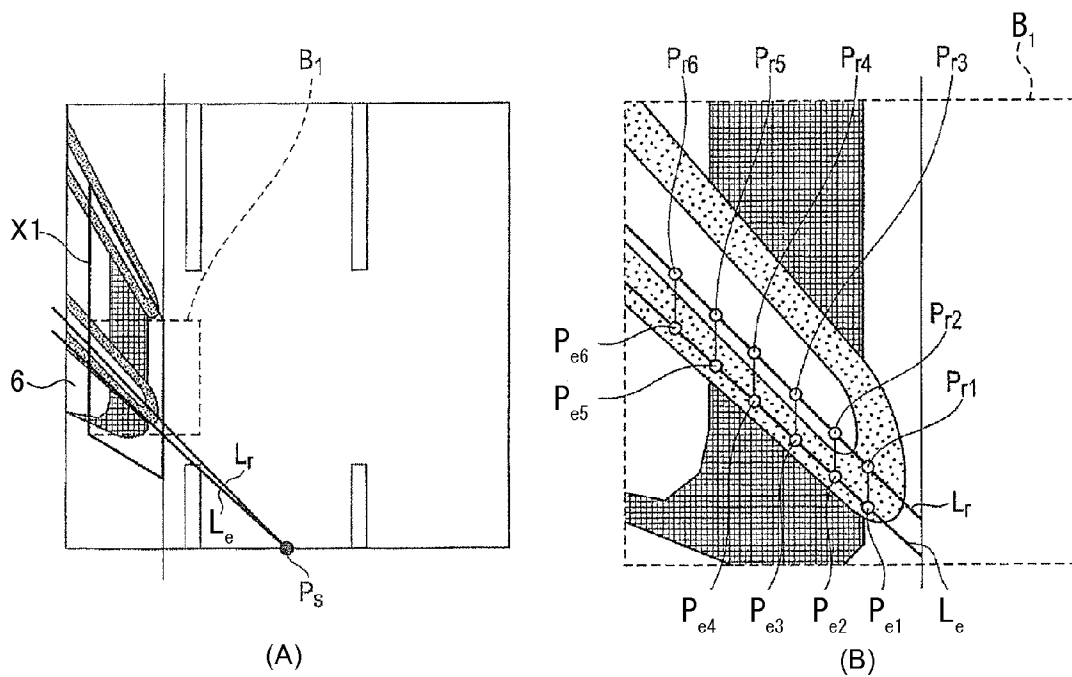 B₁
X1
6
Lr
Le
Ps
(A)
B₁
Pr6 Pr5 Pr4 Pr3
Pr2
Pe6
Pr1
Pe5
Lr
Pe4 Pe3 Pe2 Pe1 Le
(B)